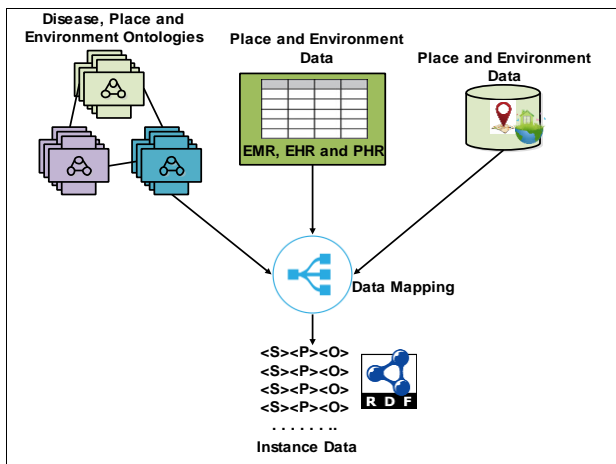 Disease, Place and
Environment Ontologies
Place and Environment
Data
Place and Environment
Data
EMR, EHR and PHR
Data Mapping
<S><P><O>
<S><P><O>
<S><P><O>
<S><P><O>
. . . . . . ..
R D F
Instance Data